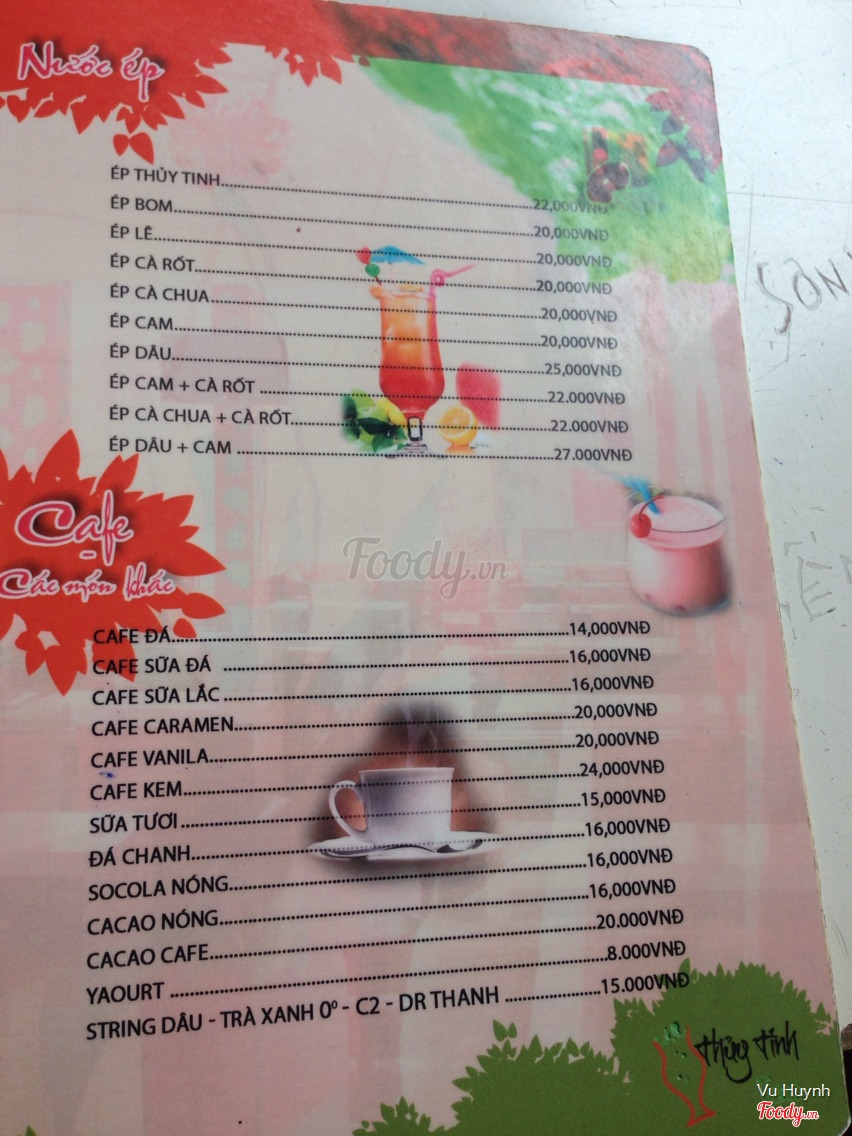 Nước ép
ÉP THỦY TINH........22,000VNĐ
ÉP BOM........20,000VNĐ
ÉP LÊ........20,000VNĐ
ÉP CÀ RỐT........20,000VNĐ
ÉP CÀ CHUA........20,000VNĐ
ÉP CAM........20,000VNĐ
ÉP DÂU........25,000VNĐ
ÉP CAM + CÀ RỐT ........22.000VNĐ
ÉP CÀ CHUA + CÀ RỐT........22.000VNĐ
ÉP DÂU + CAM ........27.000VNĐ
Cafe
Các món khác
CAFE ĐÁ........14,000VNĐ
CAFE SỮA ĐÁ ........16,000VNĐ
CAFE SỮA LẮC ........16,000VNĐ
CAFE CARAMEN........20,000VNĐ
CAFE VANILA........20,000VNĐ
CAFE KEM........24,000VNĐ
SỮA TƯƠI ........15,000VNĐ
ĐÁ CHANH........16,000VNĐ
SOCOLA NÓNG........16,000VNĐ
CACAO NÓNG........16,000VNĐ
CACAO CAFE........20.000VNĐ
YAOURT ........8.000VNĐ
STRING DÂU - TRÀ XANH 0º - C2 - DR THANH ........15.000VNĐ
thủy tinh
Foody.vn
Vu Huynh
Foody.vn